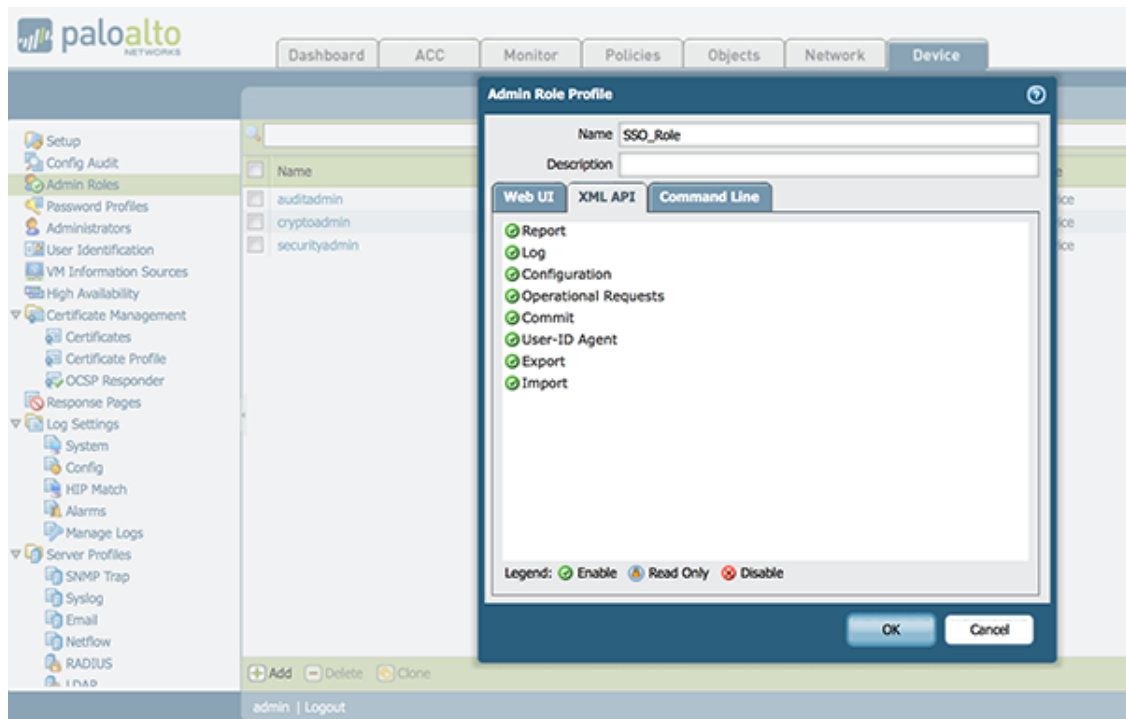 paloalto
NETWORKS
Dashboard ACC Monitor Policies Objects Network Device
Admin Role Profile
Name SSO_Role
Description
Web UI XML API Command Line
Report
Log
Configuration
Operational Requests
Commit
User-ID Agent
Export
Import
Legend: Enable Read Only Disable
OK Cancel
Setup
Config Audit
Admin Roles
Password Profiles
Administrators
User Identification
VM Information Sources
High Availability
Certificate Management
Certificates
Certificate Profile
OCSP Responder
Response Pages
Log Settings
System
Config
HIP Match
Alarms
Manage Logs
Server Profiles
SNMP Trap
Syslog
Email
Netflow
RADIUS
LDAP
Name
auditadmin
cryptoadmin
securityadmin
Add Delete Clone
admin | Logout